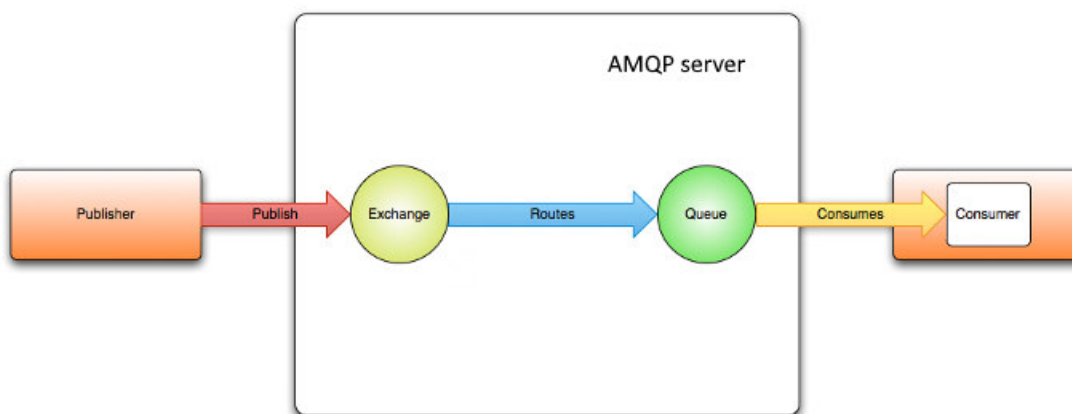 AMQP server
Publisher
Publish
Exchange
Routes
Queue
Consumes
Consumer